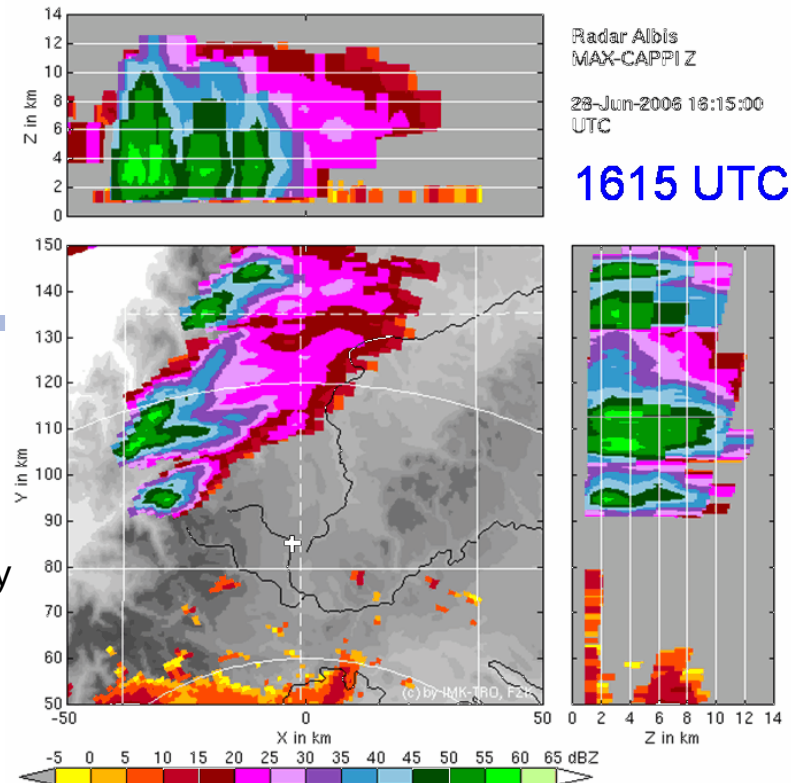 Radar Albis
MAX-CAPPI Z
28-Jun-2006 16:15:00
UTC
1615 UTC
14
12
10
8
6
4
2
0
Z in km
150
140
130
120
110
100
90
80
70
60
50
Y in km
y
(c) by IMK-TRO, FZK
-50 0 50
X in km
0 2 4 6 8 10 12 14
Z in km
-5 0 5 10 15 20 25 30 35 40 45 50 55 60 65 dBZ